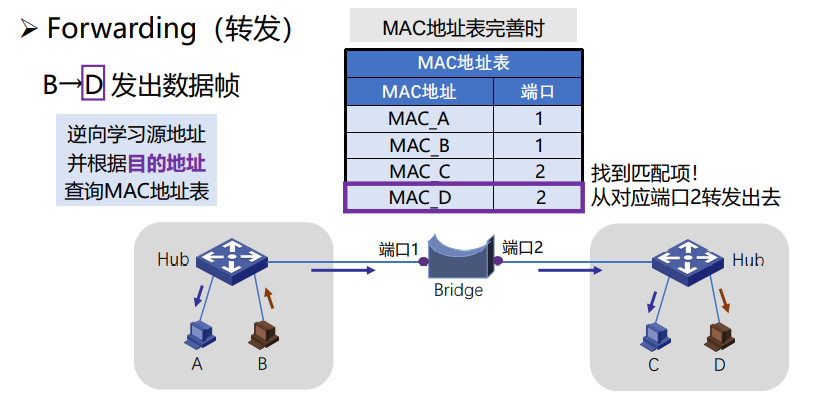 ➢ Forwarding（转发）
MAC地址表完善时
B→D 发出数据帧
逆向学习源地址
并根据目的地址
查询MAC地址表
MAC地址表
MAC地址 端口
MAC_A 1
MAC_B 1
MAC_C 2
MAC_D 2
找到匹配项！
从对应端口2转发出去
Hub
端口1
端口2
Hub
Bridge
A
B
C
D